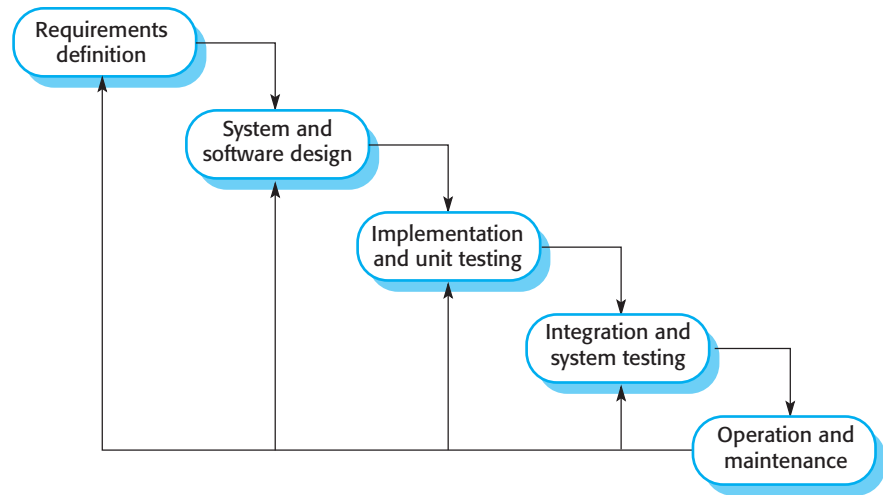 Requirements
definition
System and
software design
Implementation
and unit testing
Integration and
system testing
Operation and
maintenance